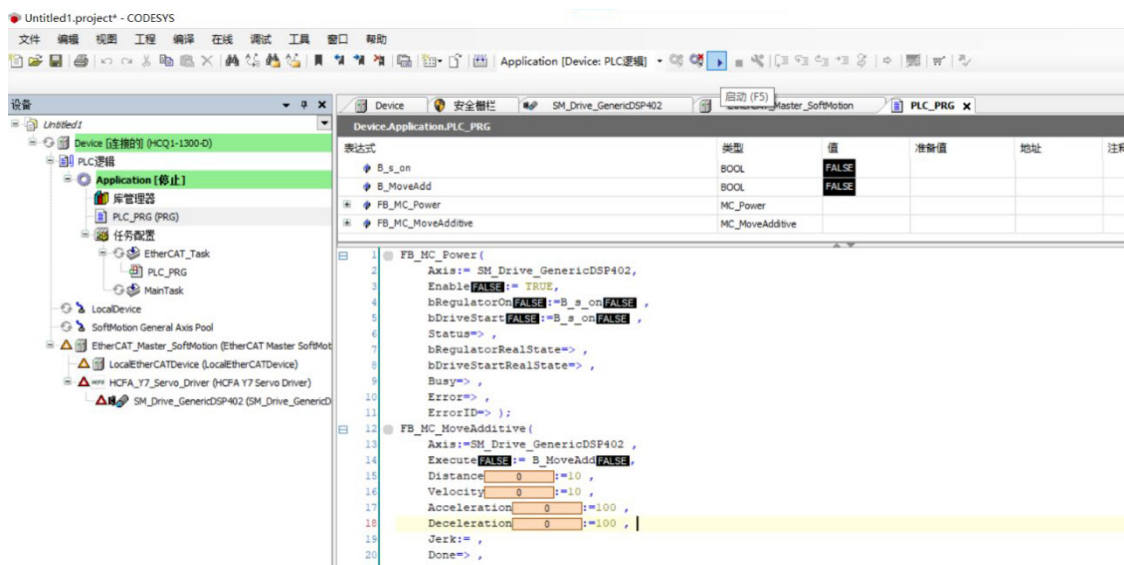 Untitled1.project* - CODESYS
文件 编辑 视图 工程 编译 在线 调试 工具 窗口 帮助
Application [Device: PLC逻辑]
设备
Untitled1
Device [连接的] (HCQ1-1300-D)
PLC逻辑
Application [停止]
库管理器
PLC_PRG (PRG)
任务配置
EtherCAT_Task
PLC_PRG
MainTask
LocalDevice
SoftMotion General Axis Pool
EtherCAT_Master_SoftMotion (EtherCAT Master SoftMot
LocalEtherCATDevice (LocalEtherCATDevice)
HCFA_Y7_Servo_Driver (HCFA Y7 Servo Driver)
SM_Drive_GenericDSP402 (SM_Drive_GenericD
Device 安全栅栏 SM_Drive_GenericDSP402 Master_SoftMotion PLC_PRG
启动 (F5)
Device.Application.PLC_PRG
表达式 类型 值 准备值 地址 注释
B_s_on BOOL FALSE
B_MoveAdd BOOL FALSE
FB_MC_Power MC_Power
FB_MC_MoveAdditive MC_MoveAdditive
1 FB_MC_Power(
2 Axis:= SM_Drive_GenericDSP402,
3 Enable FALSE := TRUE,
4 bRegulatorOn FALSE :=B_s_on FALSE ,
5 bDriveStart FALSE :=B_s_on FALSE ,
6 Status=> ,
7 bRegulatorRealState=> ,
8 bDriveStartRealState=> ,
9 Busy=> ,
10 Error=> ,
11 ErrorID=> );
12 FB_MC_MoveAdditive(
13 Axis:=SM_Drive_GenericDSP402 ,
14 Execute FALSE := B_MoveAdd FALSE,
15 Distance 0 :=10 ,
16 Velocity 0 :=10 ,
17 Acceleration 0 :=100 ,
18 Deceleration 0 :=100 ,
19 Jerk:= ,
20 Done=> ,